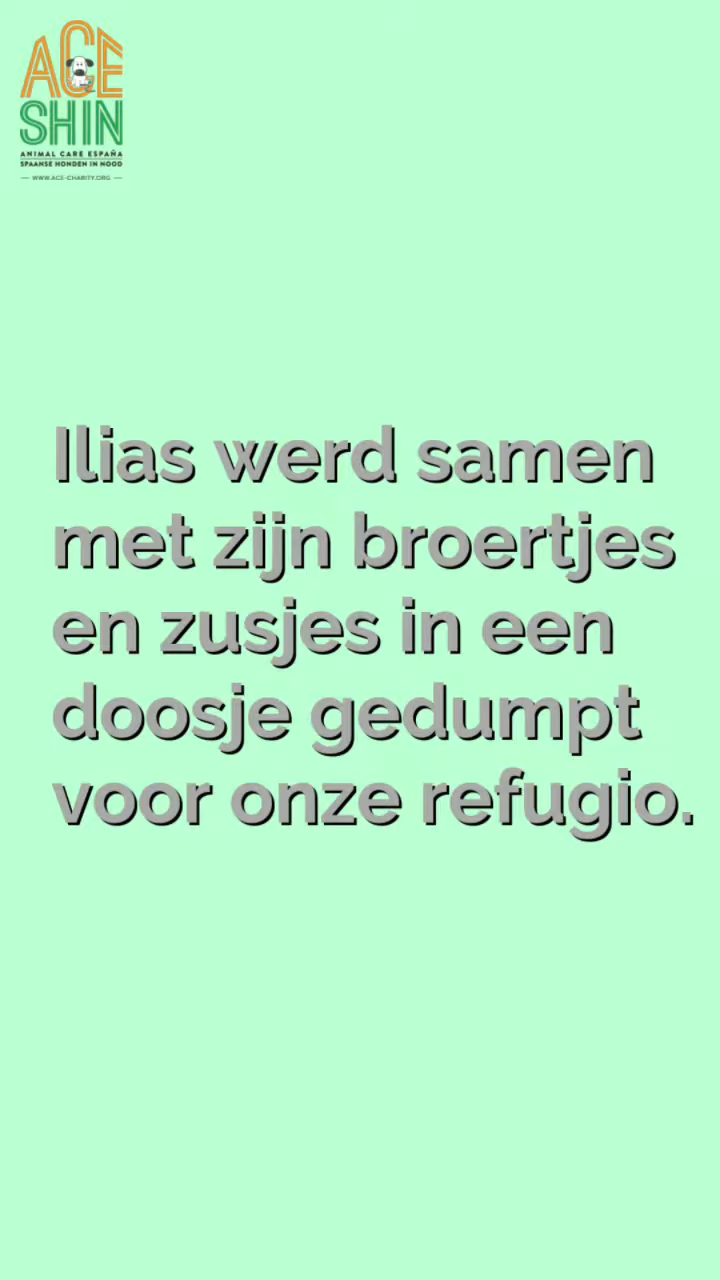 ACE
SHIN
ANIMAL CARE ESPAÑA
SPAANSE HONDEN IN NOOD
WWW.ACE-CHARITY.ORG
Ilias werd samen
met zijn broertjes
en zusjes in een
doosje gedumpt
voor onze refugio.